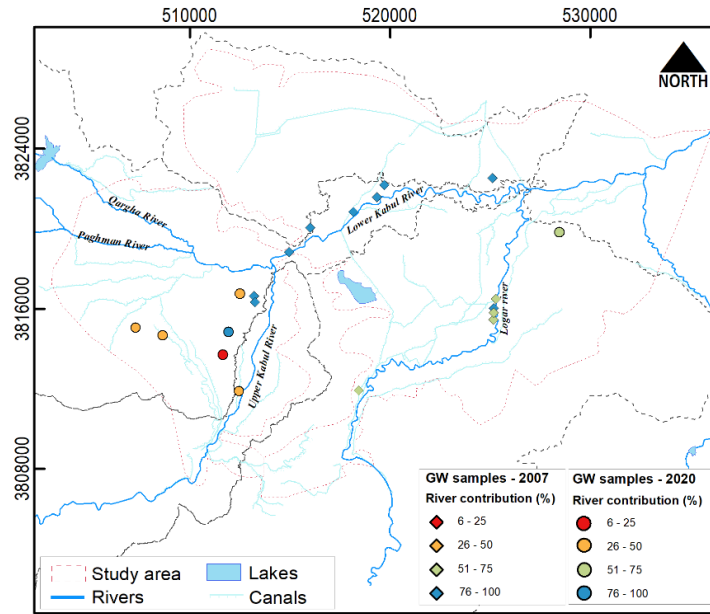 510000 520000 530000
NORTH
3824000
3816000
3808000
Qargha River
Paghman River
Lower Kabul River
Upper Kabul River
Logar river
GW samples - 2007
River contribution (%)
6 - 25
26 - 50
51 - 75
76 - 100
GW samples - 2020
River contribution (%)
6 - 25
26 - 50
51 - 75
76 - 100
Study area
Lakes
Rivers
Canals